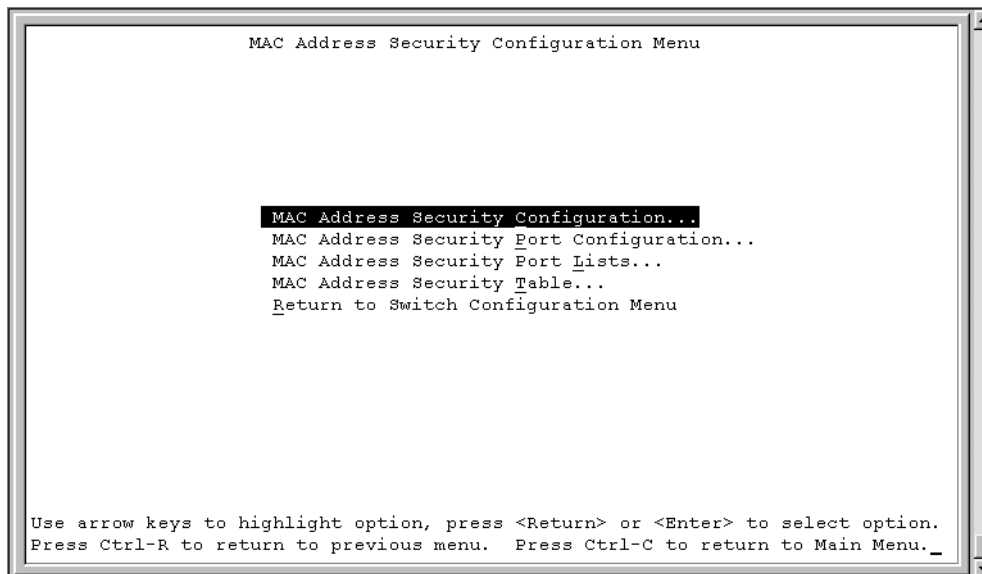 MAC Address Security Configuration Menu
MAC Address Security Configuration...
MAC Address Security Port Configuration...
MAC Address Security Port Lists...
MAC Address Security Table...
Return to Switch Configuration Menu
Use arrow keys to highlight option, press <Return> or <Enter> to select option.
Press Ctrl-R to return to previous menu.  Press Ctrl-C to return to Main Menu._